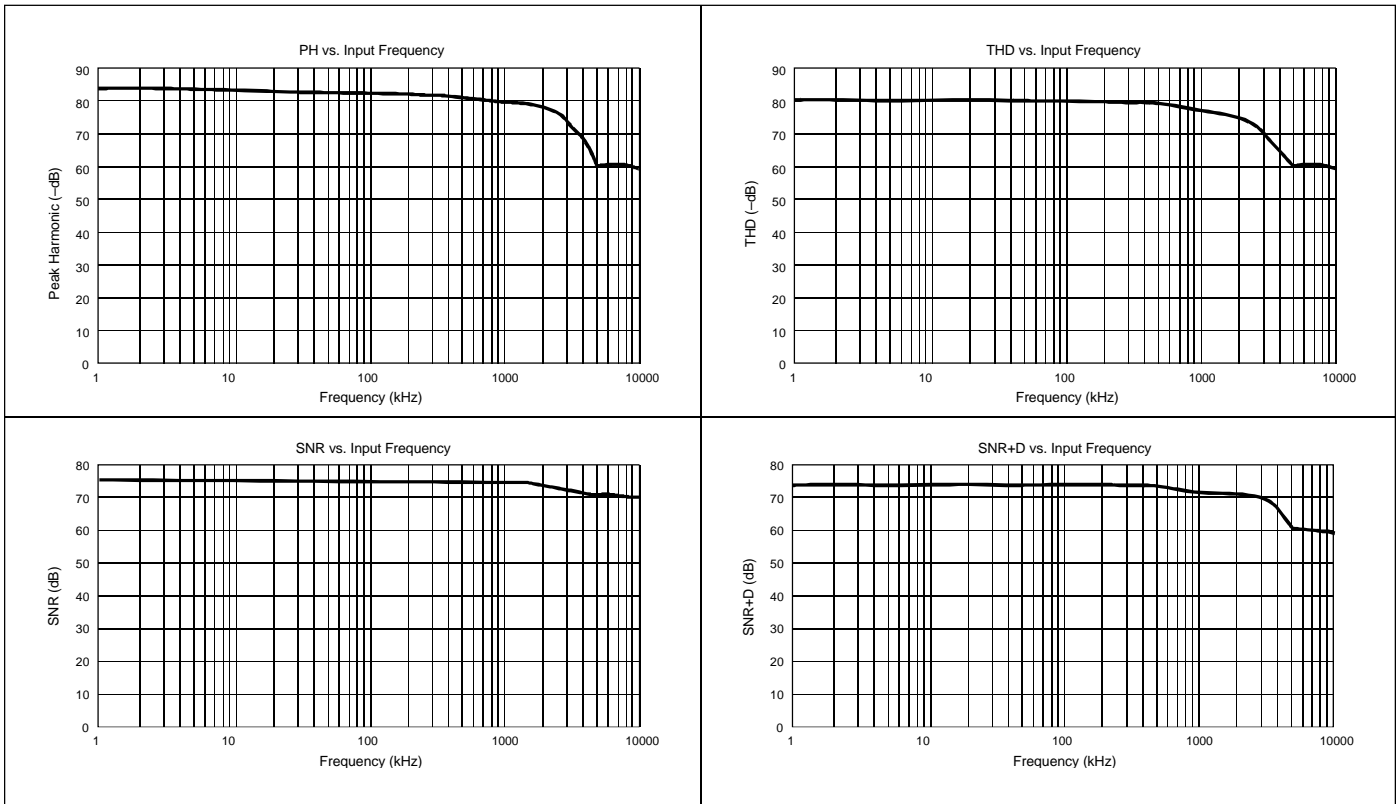 PH vs. Input Frequency
90
80
70
60
50
40
30
20
10
0
Peak Harmonic (–dB)
1 10 100 1000 10000
Frequency (kHz)
THD vs. Input Frequency
90
80
70
60
50
40
30
20
10
0
THD (–dB)
1 10 100 1000 10000
Frequency (kHz)
SNR vs. Input Frequency
80
70
60
50
40
30
20
10
0
SNR (dB)
1 10 100 1000 10000
Frequency (kHz)
SNR+D vs. Input Frequency
80
70
60
50
40
30
20
10
0
SNR+D (dB)
1 10 100 1000 10000
Frequency (kHz)